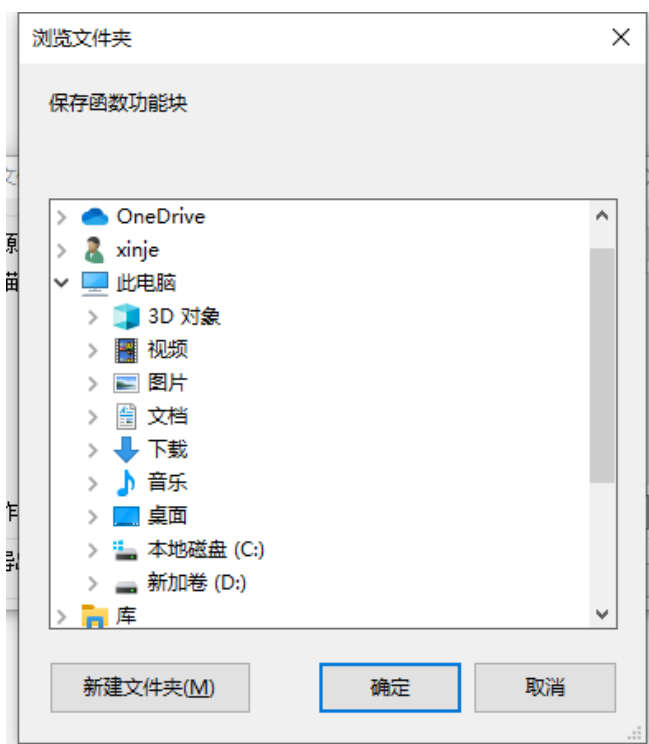 浏览文件夹
保存函数功能块
OneDrive
xinje
此电脑
3D 对象
视频
图片
文档
下载
音乐
桌面
本地磁盘 (C:)
新加卷 (D:)
库
新建文件夹(M)
确定
取消